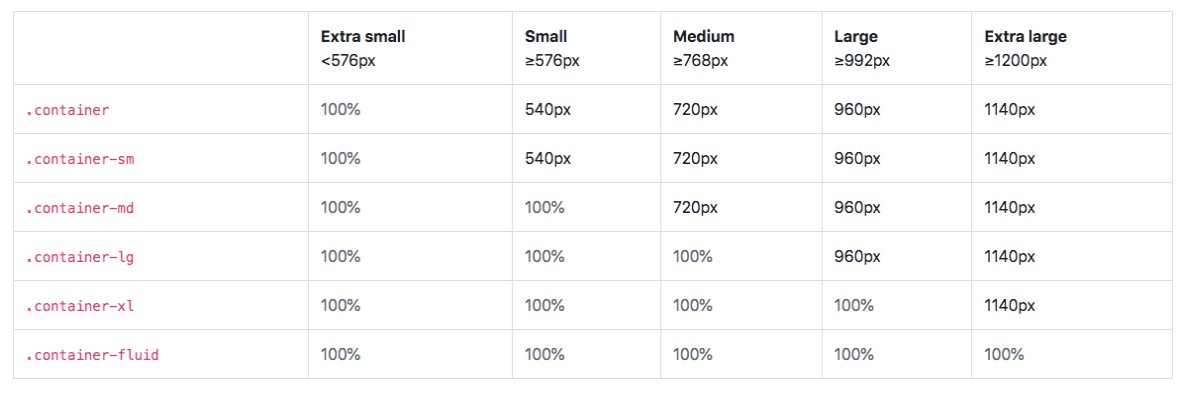 Extra small Small Medium Large Extra large
<576px ≥576px ≥768px ≥992px ≥1200px
.container 100% 540px 720px 960px 1140px
.container-sm 100% 540px 720px 960px 1140px
.container-md 100% 100% 720px 960px 1140px
.container-lg 100% 100% 100% 960px 1140px
.container-xl 100% 100% 100% 100% 1140px
.container-fluid 100% 100% 100% 100% 100%